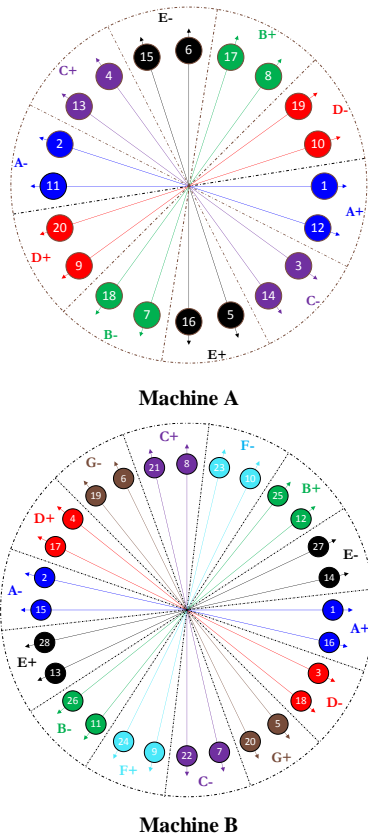 E-
15 6 17 B+
C+ 4 8
13 19 D-
2 10
A- 11 1
20 12 A+
D+ 9 3
18 14 C-
B- 7 16 5
E+
Machine A
C+ F-
G- 21 8 23
19 6 10 25 B+
D+ 4 12
17 27 E-
2 14
A- 15 1 A+
28 16
E+ 13 3
26 18 D-
B- 11 5
24 9 22 7 20 G+
F+ C-
Machine B